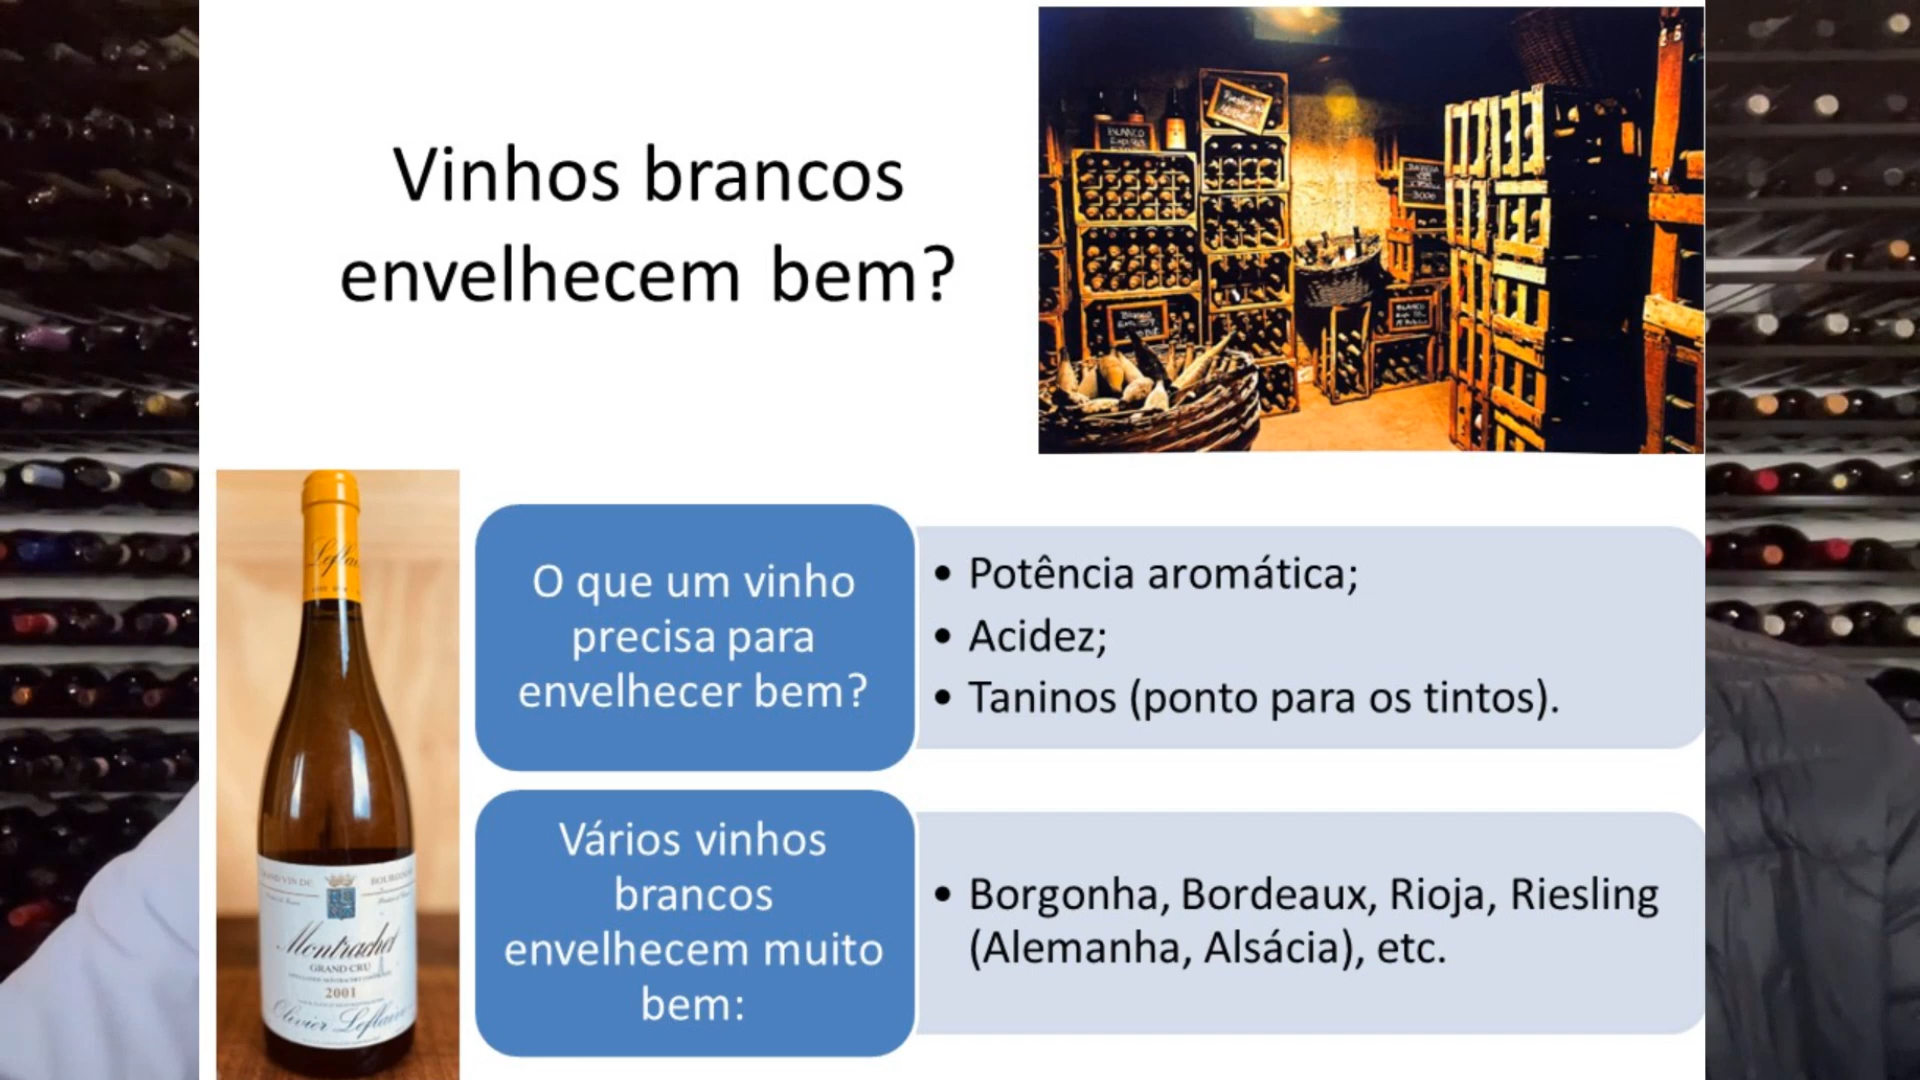 Vinhos brancos
envelhecem bem?
BLANCO
O que um vinho
precisa para
envelhecer bem?
• Potência aromática;
• Acidez;
• Taninos (ponto para os tintos).
Vários vinhos
brancos
envelhecem muito
bem:
• Borgonha, Bordeaux, Rioja, Riesling
(Alemanha, Alsácia), etc.
Montrachet
GRAND CRU
2001
Olivier Leflaive